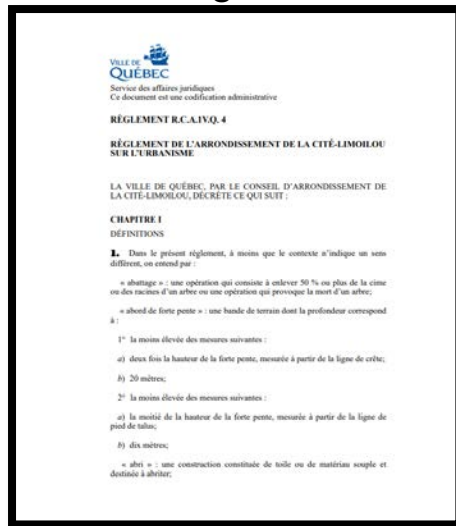 VILLE DE
QUÉBEC
Service des affaires juridiques
Ce document est une codification administrative
RÈGLEMENT R.C.A.1V.Q. 4
RÈGLEMENT DE L'ARRONDISSEMENT DE LA CITÉ-LIMOILOU
SUR L'URBANISME
LA VILLE DE QUÉBEC, PAR LE CONSEIL D'ARRONDISSEMENT DE
LA CITÉ-LIMOILOU, DÉCRÈTE CE QUI SUIT :
CHAPITRE I
DÉFINITIONS
1. Dans le présent règlement, à moins que le contexte n'indique un sens
différent, on entend par :
« abattage » : une opération qui consiste à enlever 50 % ou plus de la cime
ou des racines d'un arbre ou une opération qui provoque la mort d'un arbre;
« abord de forte pente » : une bande de terrain dont la profondeur correspond
à :
1° la moins élevée des mesures suivantes :
a) deux fois la hauteur de la forte pente, mesurée à partir de la ligne de crête;
b) 20 mètres;
2° la moins élevée des mesures suivantes :
a) la moitié de la hauteur de la forte pente, mesurée à partir de la ligne de
pied de talus;
b) dix mètres;
« abri » : une construction constituée de toile ou de matériau souple et
destinée à abriter;